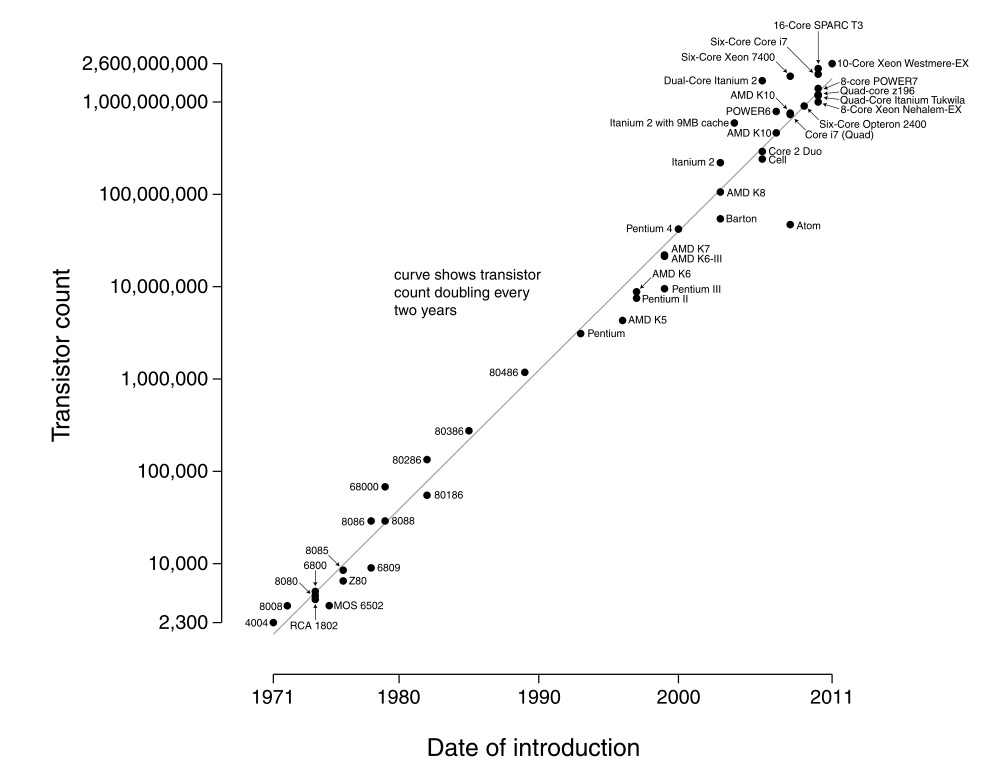 16-Core SPARC T3
Six-Core Core i7
Six-Core Xeon 7400
2,600,000,000
10-Core Xeon Westmere-EX
Dual-Core Itanium 2
8-core POWER7
Quad-core z196
AMD K10
1,000,000,000
Quad-Core Itanium Tukwila
8-Core Xeon Nehalem-EX
POWER6
Itanium 2 with 9MB cache
Six-Core Opteron 2400
AMD K10
Core i7 (Quad)
Core 2 Duo
Cell
Itanium 2
100,000,000
AMD K8
Barton
Atom
Pentium 4
AMD K7
AMD K6-III
curve shows transistor
count doubling every
two years
AMD K6
10,000,000
Pentium III
Pentium II
AMD K5
Pentium
Transistor count
1,000,000
80486
80386
80286
100,000
68000
80186
8086
8088
8085
6800
10,000
6809
8080
Z80
8008
MOS 6502
2,300
4004
RCA 1802
1971
1980
1990
2000
2011
Date of introduction